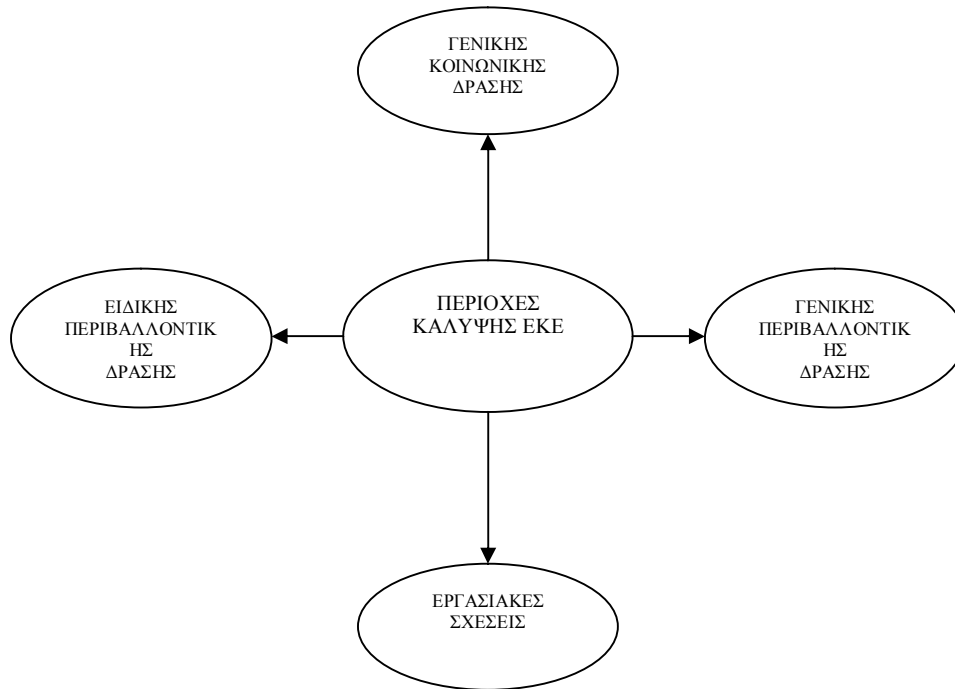 ΓΕΝΙΚΗΣ
ΚΟΙΝΩΝΙΚΗΣ
ΔΡΑΣΗΣ
ΕΙΔΙΚΗΣ
ΠΕΡΙΒΑΛΛΟΝΤΙΚ
ΗΣ
ΔΡΑΣΗΣ
ΠΕΡΙΟΧΕΣ
ΚΑΛΥΨΗΣ ΕΚΕ
ΓΕΝΙΚΗΣ
ΠΕΡΙΒΑΛΛΟΝΤΙΚ
ΗΣ
ΔΡΑΣΗΣ
ΕΡΓΑΣΙΑΚΕΣ
ΣΧΕΣΕΙΣ